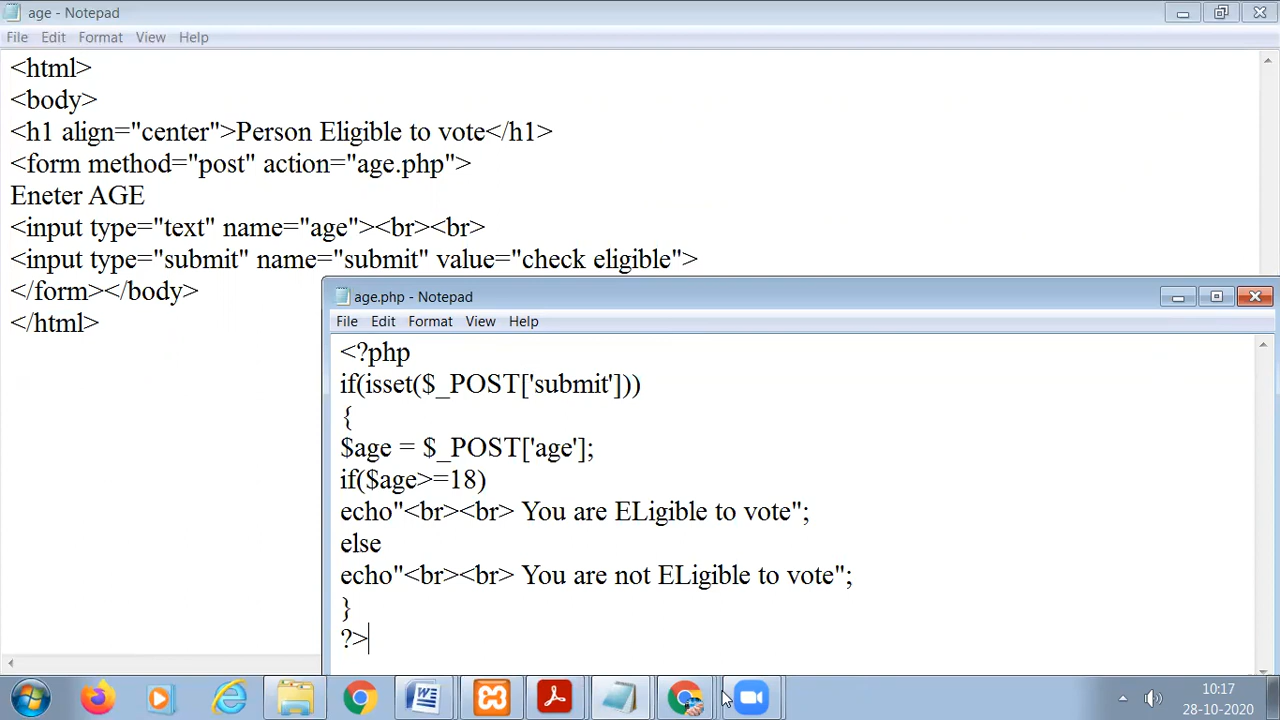 age - Notepad
File Edit Format View Help
<html>
<body>
<h1 align="center">Person Eligible to vote</h1>
<form method="post" action="age.php">
Eneter AGE
<input type="text" name="age"><br><br>
<input type="submit" name="submit" value="check eligible">
</form></body>
</html>
age.php - Notepad
File Edit Format View Help
<?php
if(isset($_POST['submit']))
{
$age = $_POST['age'];
if($age>=18)
echo"<br><br> You are ELigible to vote";
else
echo"<br><br> You are not ELigible to vote";
}
?>
10:17
28-10-2020